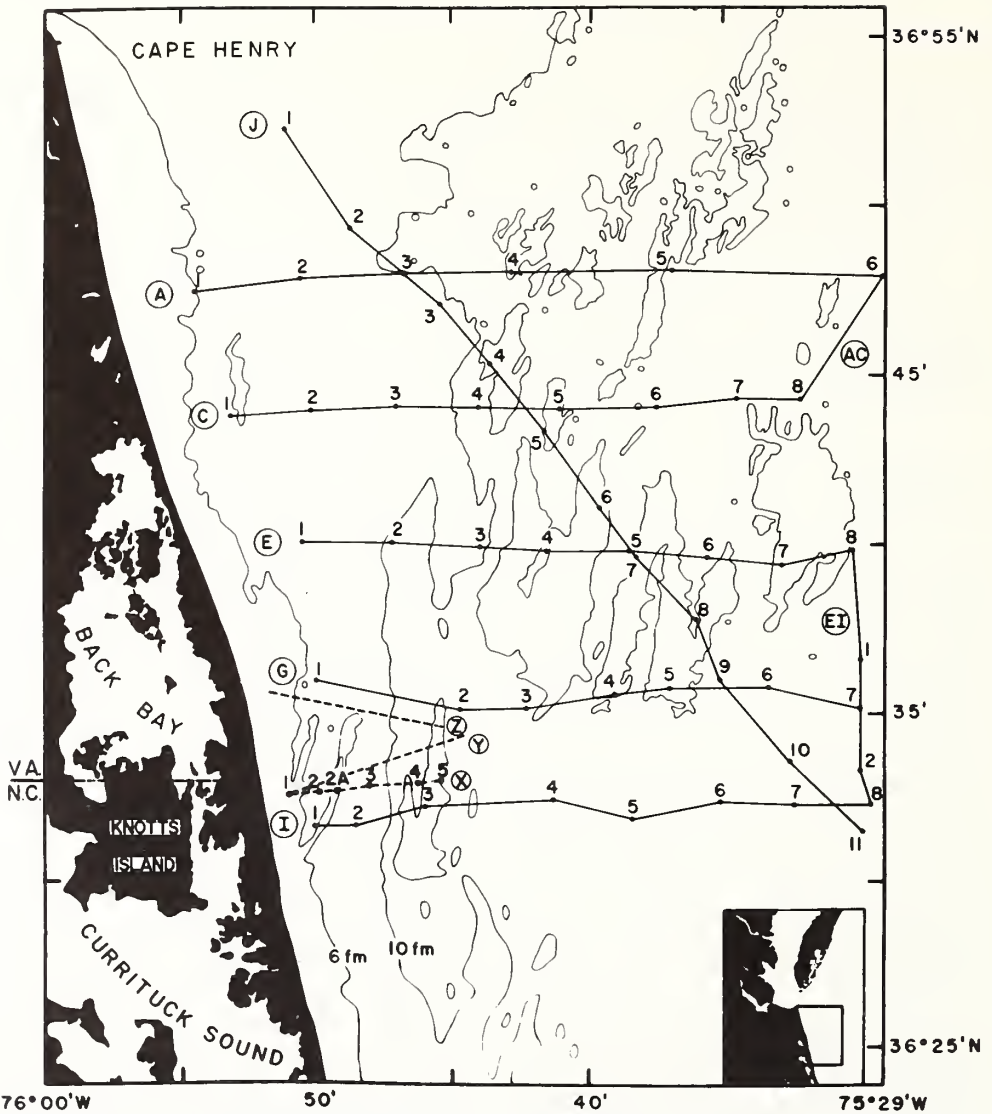 CAPE HENRY
36°55'N
J
1
2
3
4
5
6
A
1
2
3
4
5
6
7
8
9
10
11
AC
45'
C
1
2
3
4
5
6
7
8
E
1
2
3
4
5
6
7
8
EI
1
2
G
1
2
3
4
5
6
7
35'
BACK
BAY
Z
Y
X
1
2
2A
3
4
5
VA.
N.C.
I
1
2
3
4
5
6
7
8
KNOTTS
ISLAND
CURRITUCK SOUND
6 fm
10 fm
36°25'N
76°00'W
50'
40'
75°29'W